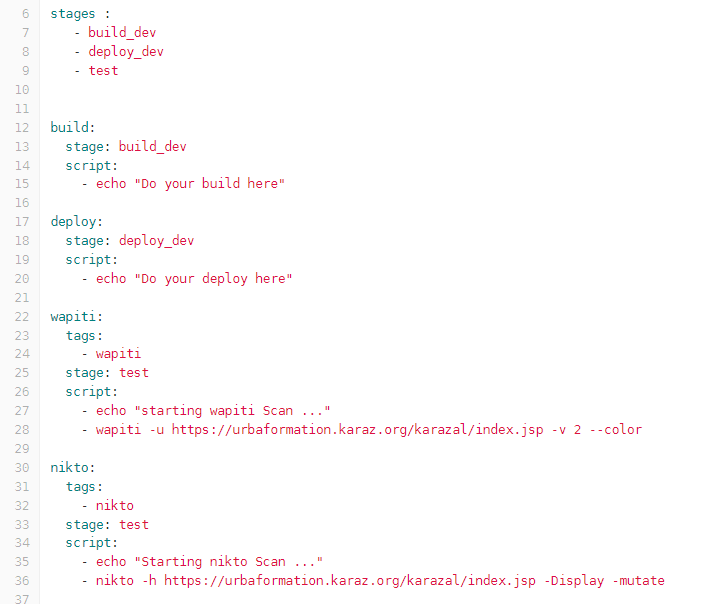 6 stages :
7    - build_dev
8    - deploy_dev
9    - test
10
11
12 build:
13   stage: build_dev
14   script:
15     - echo "Do your build here"
16
17 deploy:
18   stage: deploy_dev
19   script:
20     - echo "Do your deploy here"
21
22 wapiti:
23   tags:
24     - wapiti
25   stage: test
26   script:
27     - echo "starting wapiti Scan ..."
28     - wapiti -u https://urbaformation.karaz.org/karazal/index.jsp -v 2 --color
29
30 nikto:
31   tags:
32     - nikto
33   stage: test
34   script:
35     - echo "Starting nikto Scan ..."
36     - nikto -h https://urbaformation.karaz.org/karazal/index.jsp -Display -mutate
37